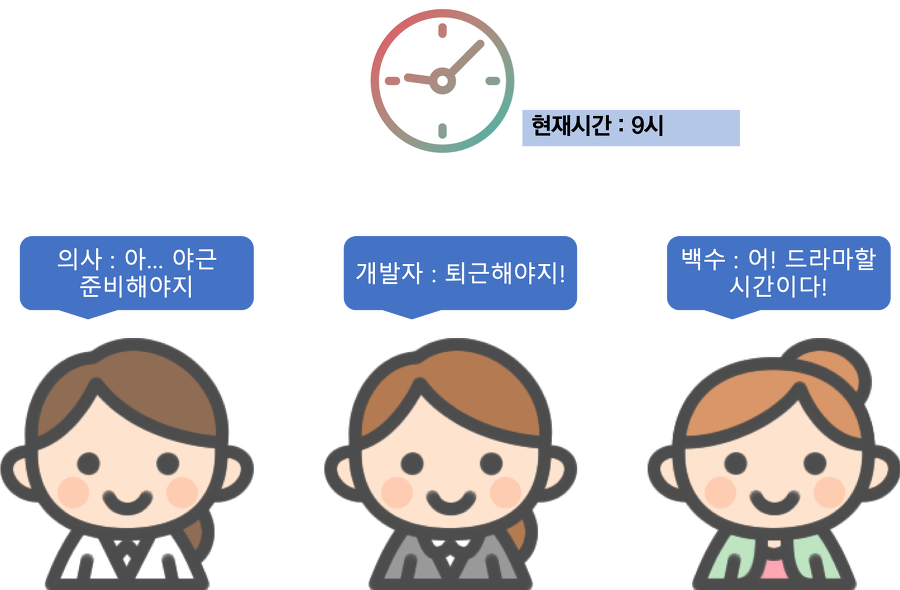 현재시간 : 9시
의사 : 아... 야근
준비해야지
개발자 : 퇴근해야지!
백수 : 어! 드라마할
시간이다!